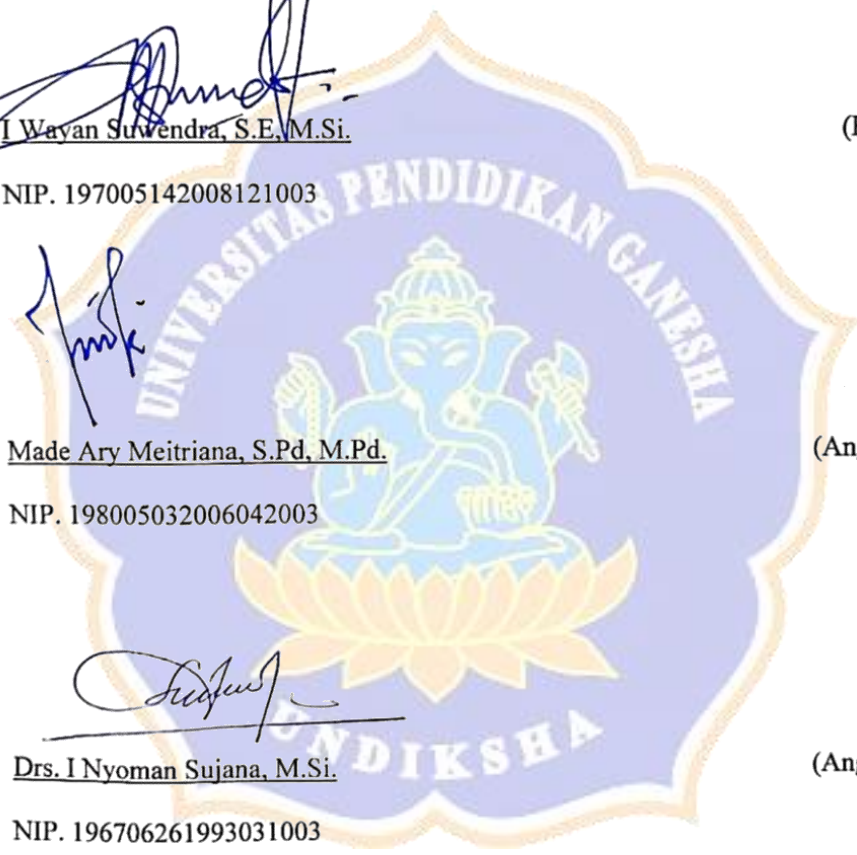 I Wayan Suwendra, S.E, M.Si.
NIP. 197005142008121003
UNIVERSITAS PENDIDIKAN GANESHA
Made Ary Meitriana, S.Pd, M.Pd.
(An
NIP. 198005032006042003
UNDIKSHA
Drs. I Nyoman Sujana, M.Si.
(An
NIP. 196706261993031003